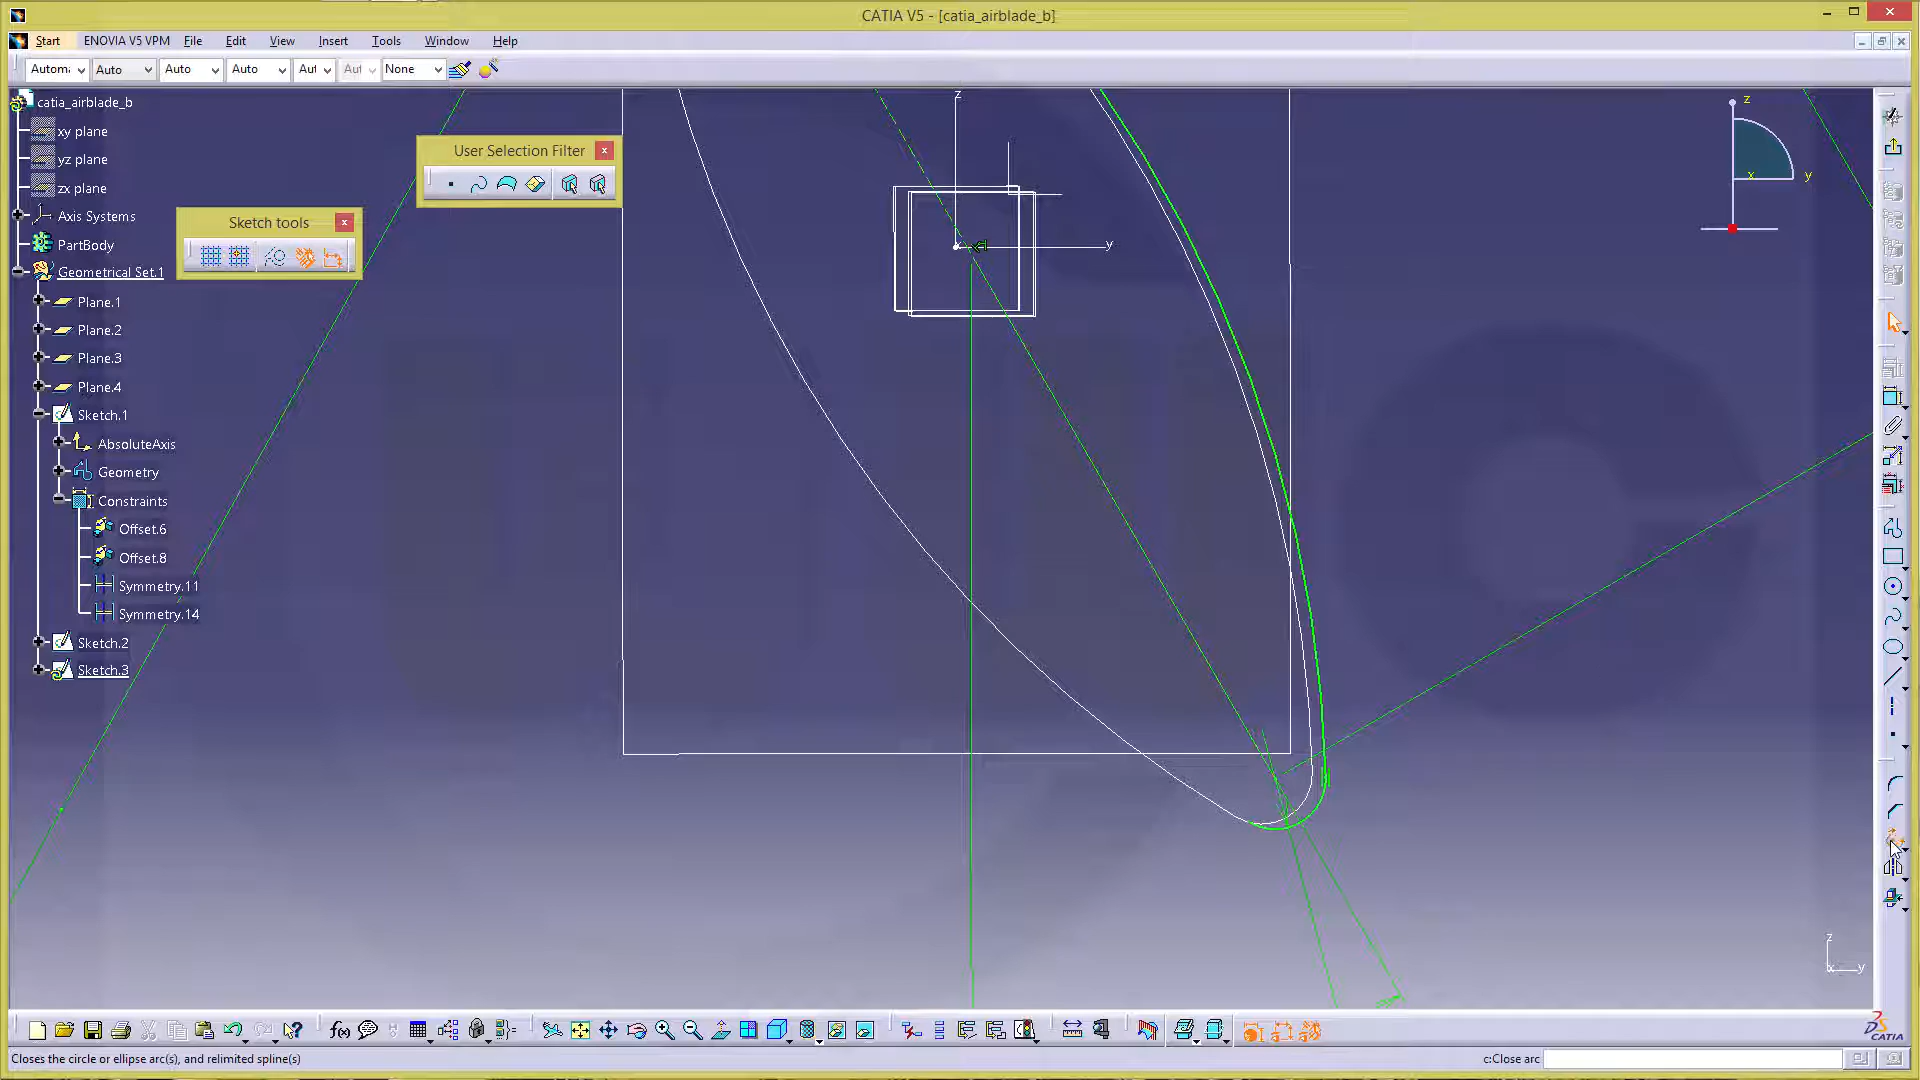 CATIA V5 - [catia_airblade_b]
Start ENOVIA V5 VPM File Edit View Insert Tools Window Help
Automa Auto Auto Auto Aut Aut None
catia_airblade_b
xy plane
yz plane
zx plane
Axis Systems
PartBody
Geometrical Set.1
Plane.1
Plane.2
Plane.3
Plane.4
Sketch.1
AbsoluteAxis
Geometry
Constraints
Offset.6
Offset.8
Symmetry.11
Symmetry.14
Sketch.2
Sketch.3
Sketch tools
User Selection Filter
z
y
z
y
x
z
x
y
CATIA
Closes the circle or ellipse arc(s), and relimited spline(s)
c:Close arc